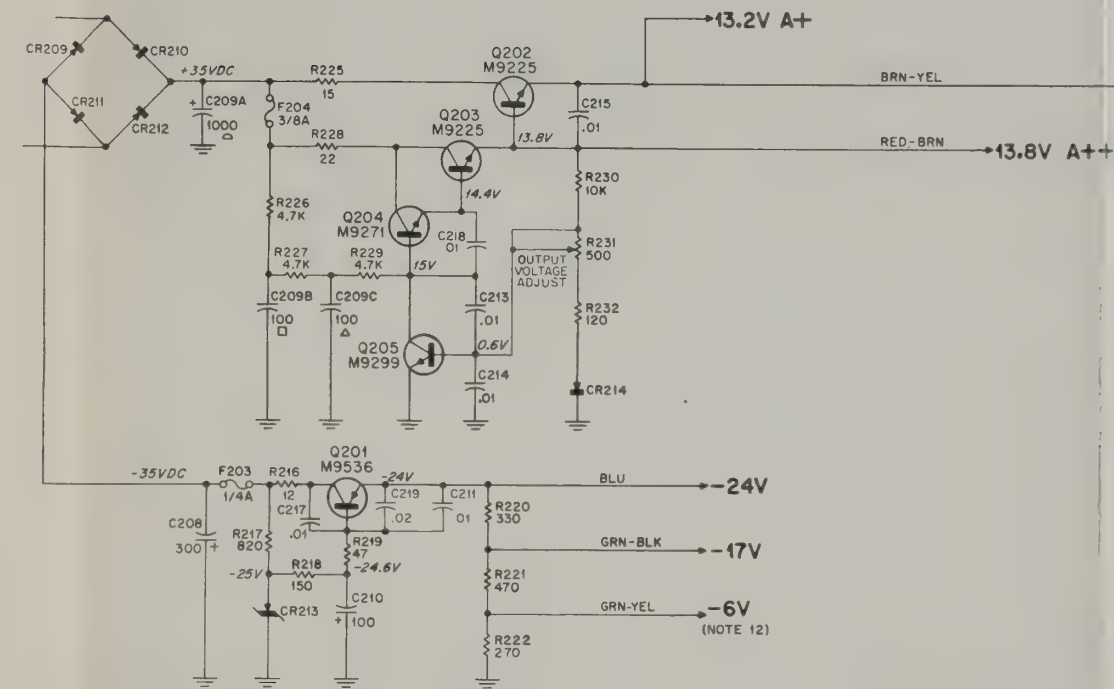 13.2V A+
CR209
CR210
+35VDC
R225
15
Q202
M9225
BRN-YEL
CR211
CR212
+
C209A
1000
F204
3/8A
R228
22
Q203
M9225
13.8V
C215
.01
RED-BRN
13.8V A++
14.4V
R230
10K
R226
4.7K
Q204
M9271
C218
.01
R227
4.7K
R229
4.7K
15V
OUTPUT
VOLTAGE
ADJUST
R231
500
C209B
100
C209C
100
C213
.01
R232
120
Q205
M9299
0.6V
C214
.01
CR214
Q201
M9536
-35VDC
F203
1/4A
R216
12
-24V
BLU
-24V
C217
.01
C219
.02
C211
.01
R220
330
C208
300
+
R217
820
R219
47
GRN-BLK
-17V
-25V
R218
150
-24.6V
R221
470
CR213
C210
+
100
GRN-YEL
-6V
(NOTE 12)
R222
270